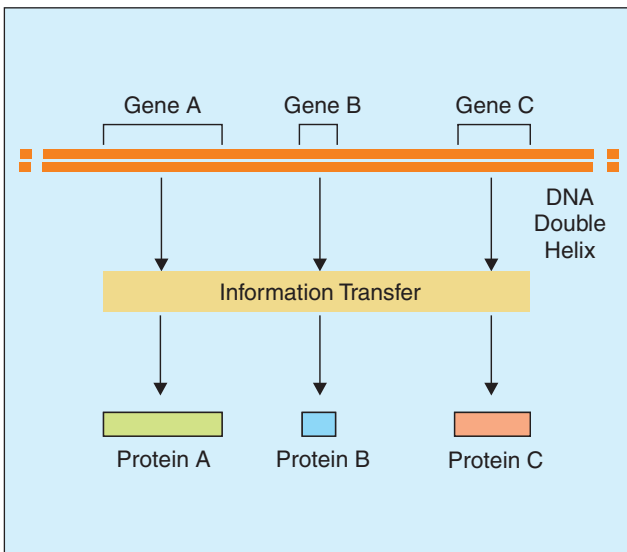 Gene A
Gene B
Gene C
DNA
Double
Helix
Information Transfer
Protein A
Protein B
Protein C